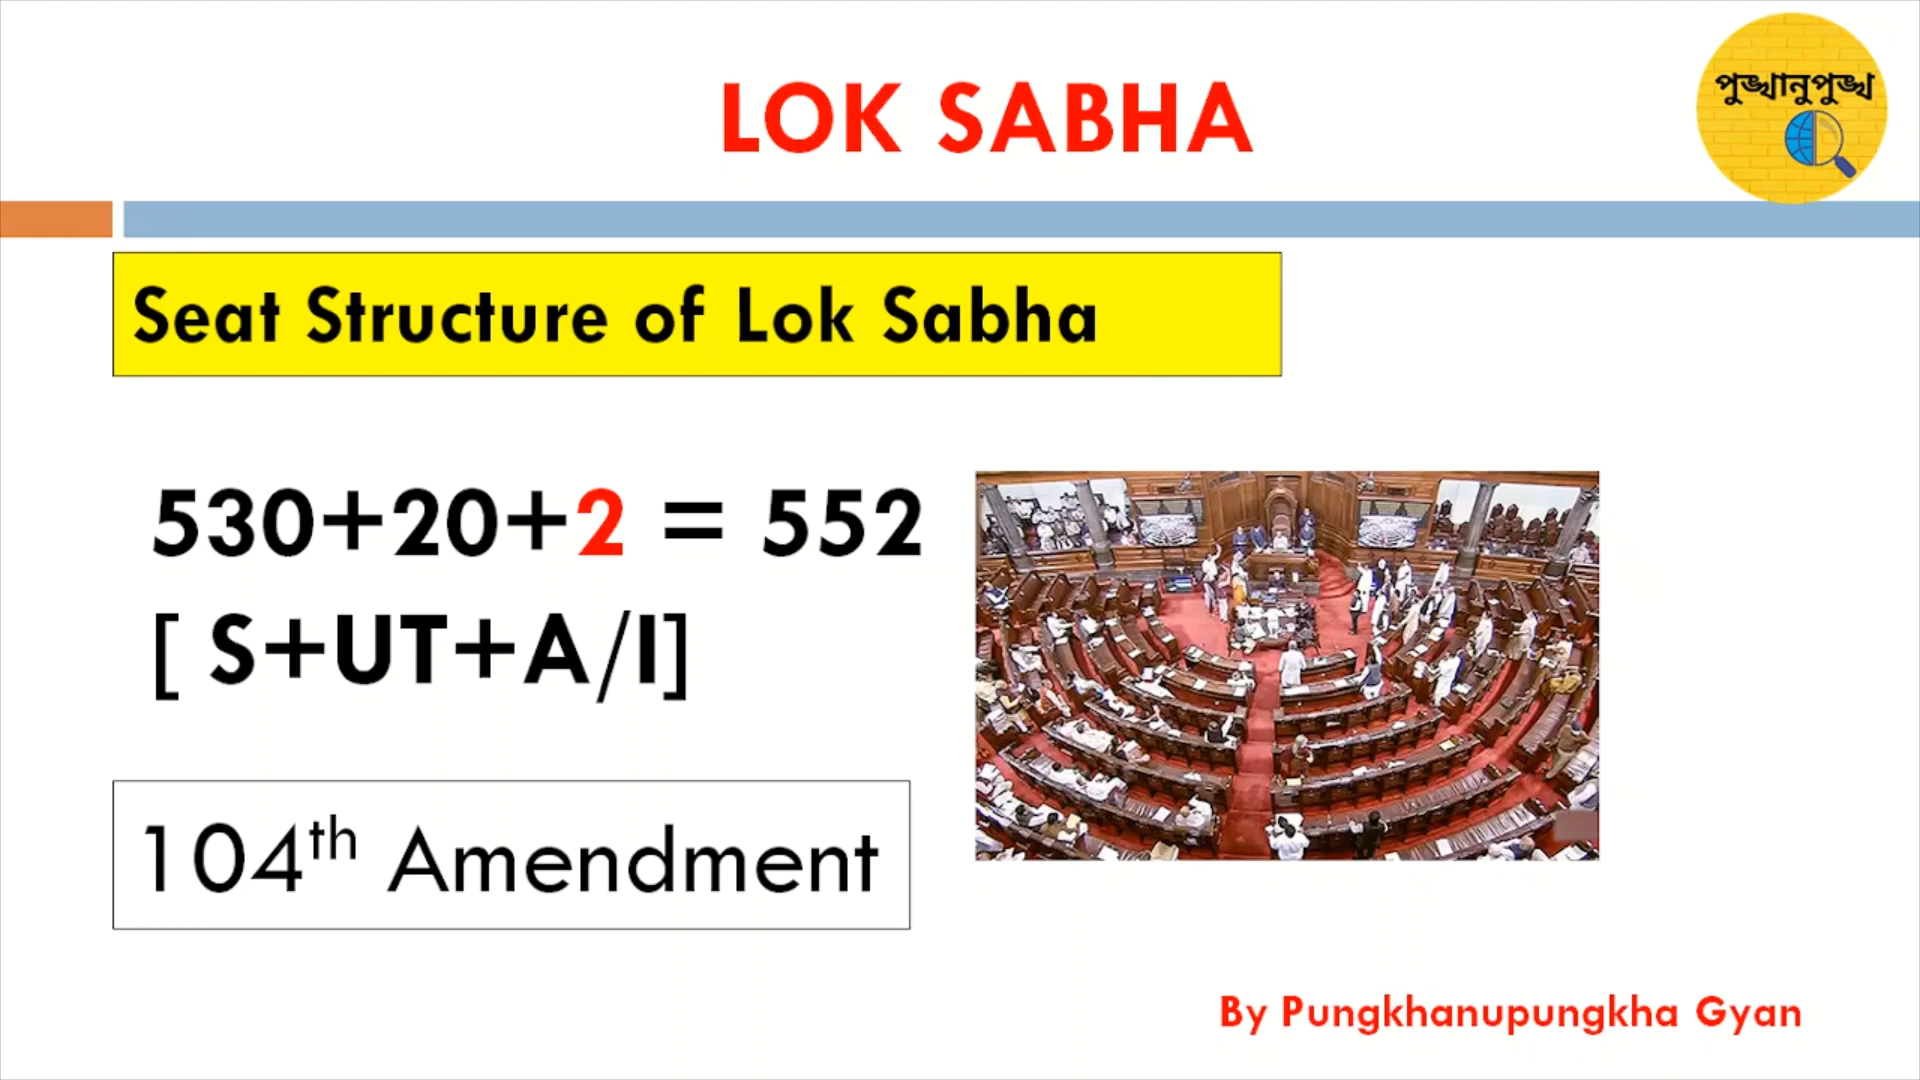 LOK SABHA
পুঙ্খানুপুঙ্খ
Seat Structure of Lok Sabha
530+20+2 = 552
[ S+UT+A/I]
104th Amendment
By Pungkhanupungkha Gyan